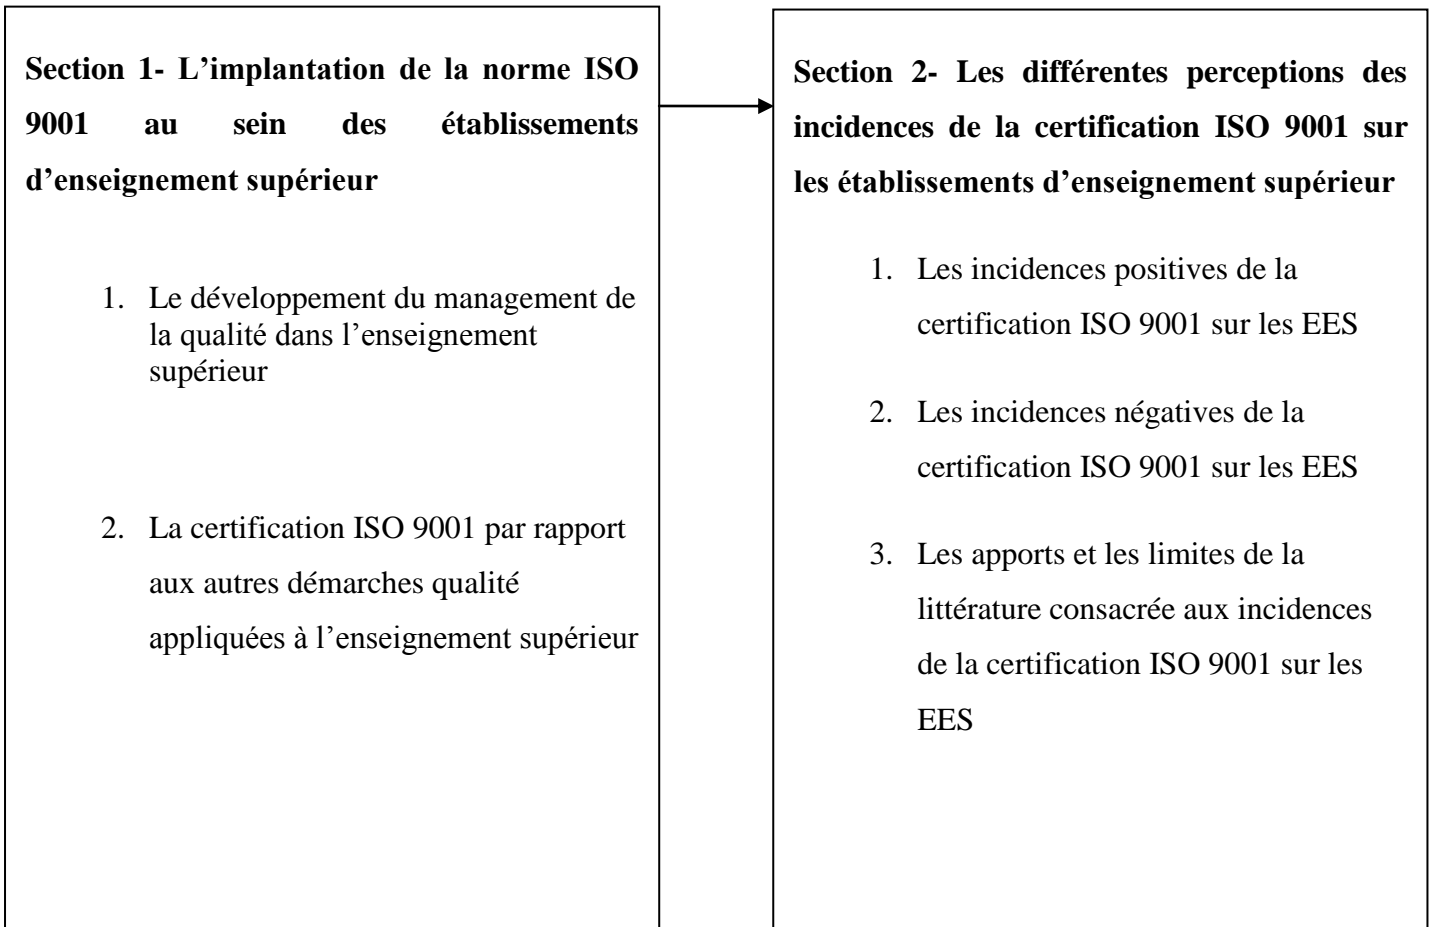 Section 1- L’implantation de la norme ISO
9001 au sein des établissements
d’enseignement supérieur
1. Le développement du management de
la qualité dans l’enseignement
supérieur
2. La certification ISO 9001 par rapport
aux autres démarches qualité
appliquées à l’enseignement supérieur
Section 2- Les différentes perceptions des
incidences de la certification ISO 9001 sur
les établissements d’enseignement supérieur
1. Les incidences positives de la
certification ISO 9001 sur les EES
2. Les incidences négatives de la
certification ISO 9001 sur les EES
3. Les apports et les limites de la
littérature consacrée aux incidences
de la certification ISO 9001 sur les
EES